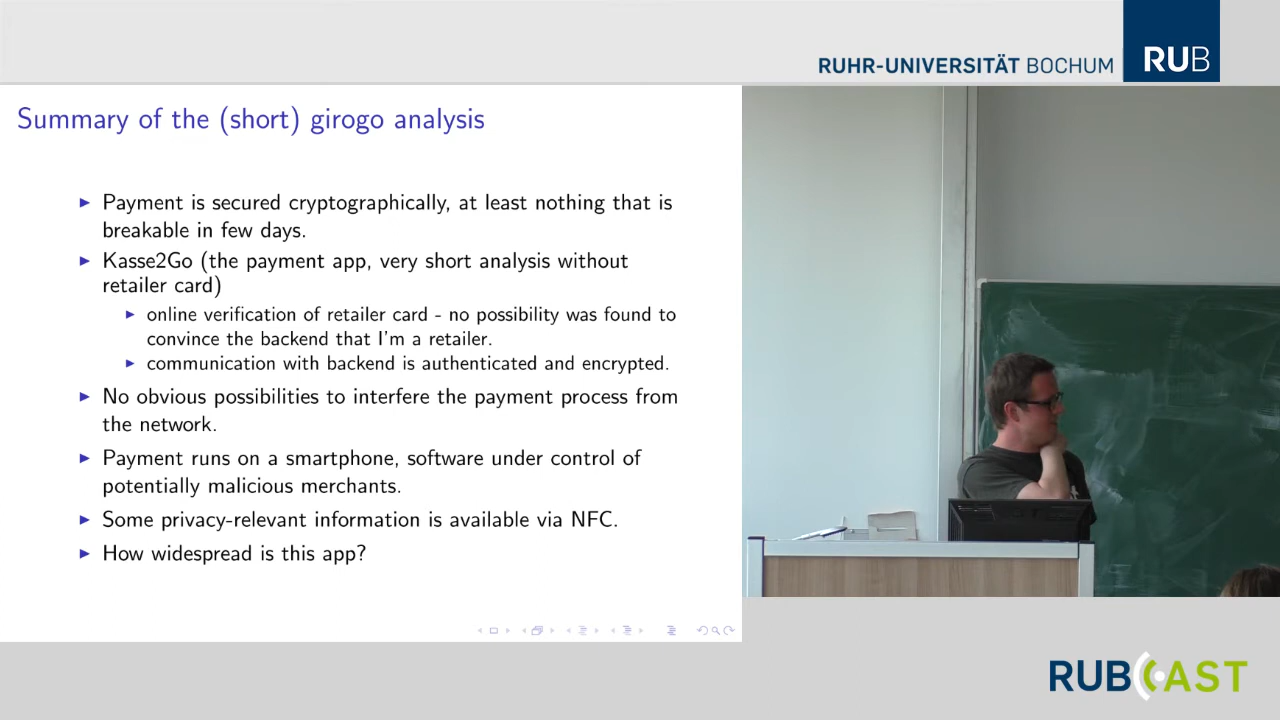 RUHR-UNIVERSITÄT BOCHUM
RUB
Summary of the (short) girogo analysis
Payment is secured cryptographically, at least nothing that is
breakable in few days.
Kasse2Go (the payment app, very short analysis without
retailer card)
online verification of retailer card - no possibility was found to
convince the backend that I'm a retailer.
communication with backend is authenticated and encrypted.
No obvious possibilities to interfere the payment process from
the network.
Payment runs on a smartphone, software under control of
potentially malicious merchants.
Some privacy-relevant information is available via NFC.
How widespread is this app?
RUBCAST